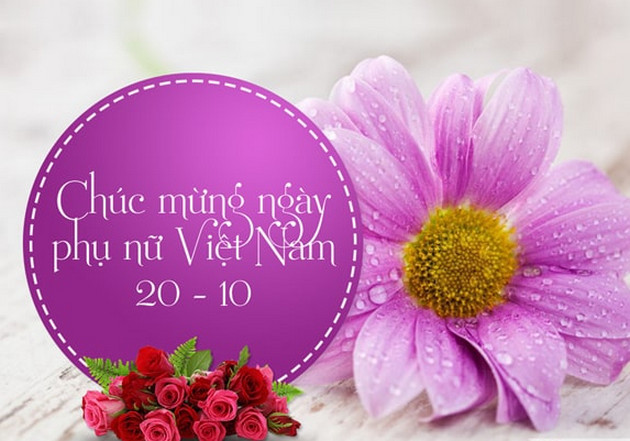 Chúc mừng ngày
phụ nữ Việt Nam
20 - 10